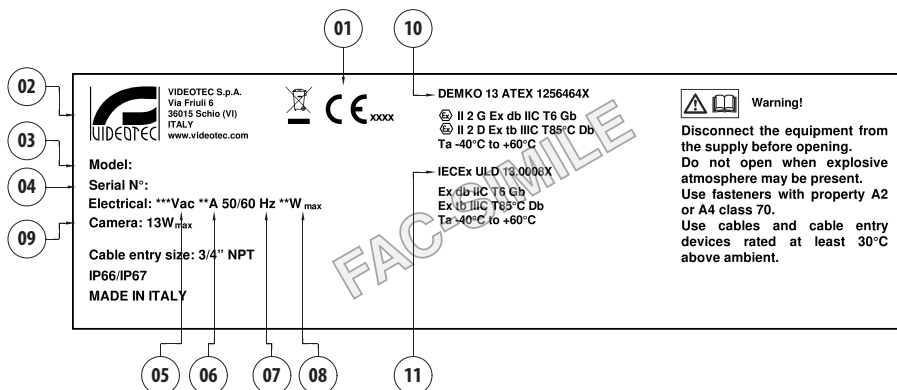 01
10
02
03
04
09
VIDEOTEC
VIDEOTEC S.p.A.
Via Friuli 6
36015 Schio (VI)
ITALY
www.videotec.com
CE xxxx
Model:
Serial N°:
Electrical: ***Vac **A 50/60 Hz **W max
Camera: 13Wmax
Cable entry size: 3/4” NPT
IP66/IP67
MADE IN ITALY
DEMKO 13 ATEX 1256464X
Ex II 2 G Ex db IIC T6 Gb
Ex II 2 D Ex tb IIIC T85°C Db
Ta -40°C to +60°C
IECEx ULD 13.0008X
Ex db IIC T6 Gb
Ex tb IIIC T85°C Db
Ta -40°C to +60°C
FAC-SIMILE
Warning!
Disconnect the equipment from
the supply before opening.
Do not open when explosive
atmosphere may be present.
Use fasteners with property A2
or A4 class 70.
Use cables and cable entry
devices rated at least 30°C
above ambient.
05
06
07
08
11